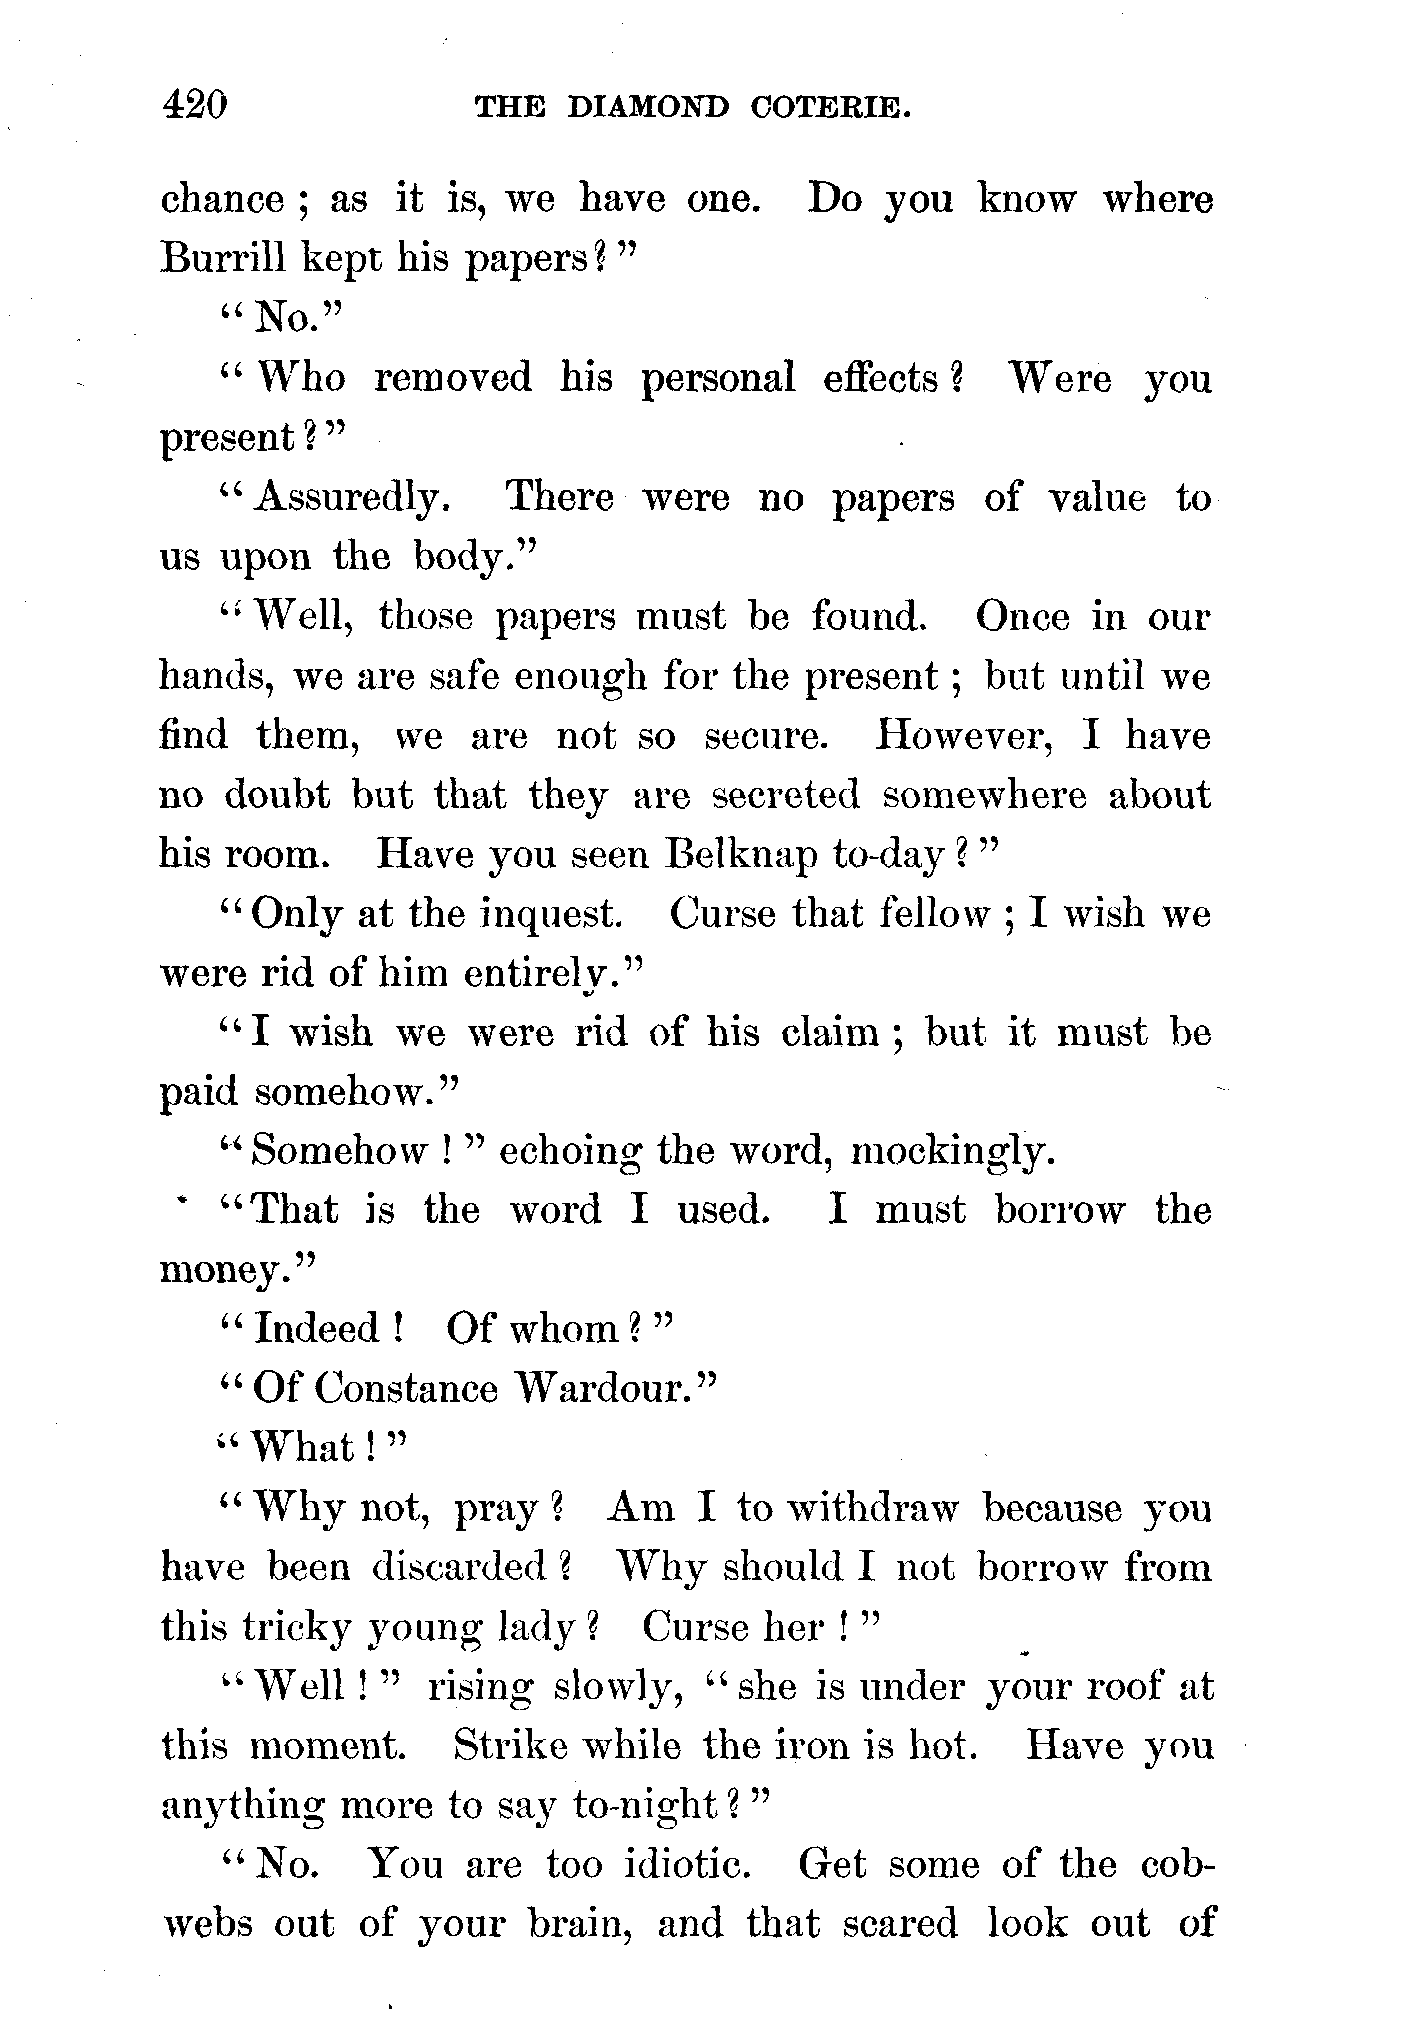 420 THE DIAMOND COTERIE.
chance ; as it is, we have one. Do you know where
Burrill kept his papers? ”
“ No.”
“ Who removed his personal effects ? Were you
present ? ”
“ Assuredly. There were no papers of value to
us upon the body.”
“ Well, those papers must be found. Once in our
hands, we are safe enough for the present ; but until we
find them, we are not so secure. However, I have
no doubt but that they are secreted somewhere about
his room. Have you seen Belknap to-day ? ”
“ Only at the inquest. Curse that fellow ; I wish we
were rid of him entirely.”
“ I wish we were rid of his claim ; but it must be
paid somehow.”
“ Somehow ! ” echoing the word, mockingly.
“ That is the word I used. I must borrow the
money.”
“ Indeed ! Of whom ? ”
“ Of Constance Wardour.”
“ What ! ”
“ Why not, pray ? Am I to withdraw because you
have been discarded ? Why should I not borrow from
this tricky young lady ? Curse her ! ”
“ Well ! ” rising slowly, “ she is under your roof at
this moment. Strike while the iron is hot. Have you
anything more to say to-night ? ”
“ No. You are too idiotic. Get some of the cob-
webs out of your brain, and that scared look out of